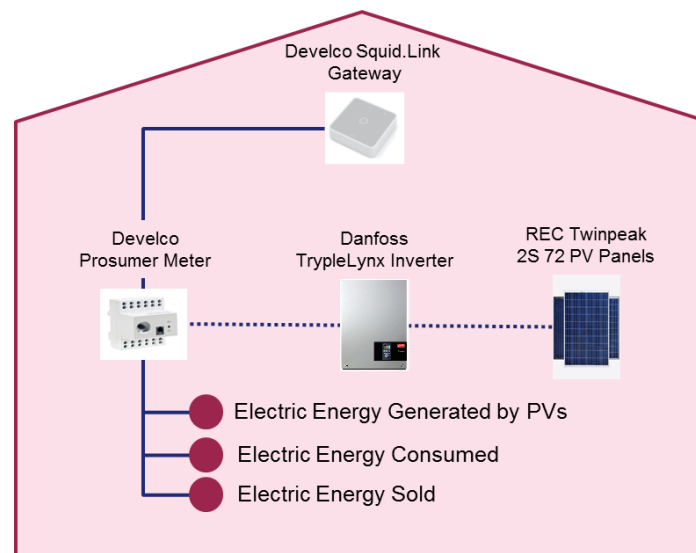 Develco Squid.Link
Gateway
Develco
Prosumer Meter
Danfoss
TrypleLynx Inverter
REC Twinpeak
2S 72 PV Panels
Electric Energy Generated by PVs
Electric Energy Consumed
Electric Energy Sold